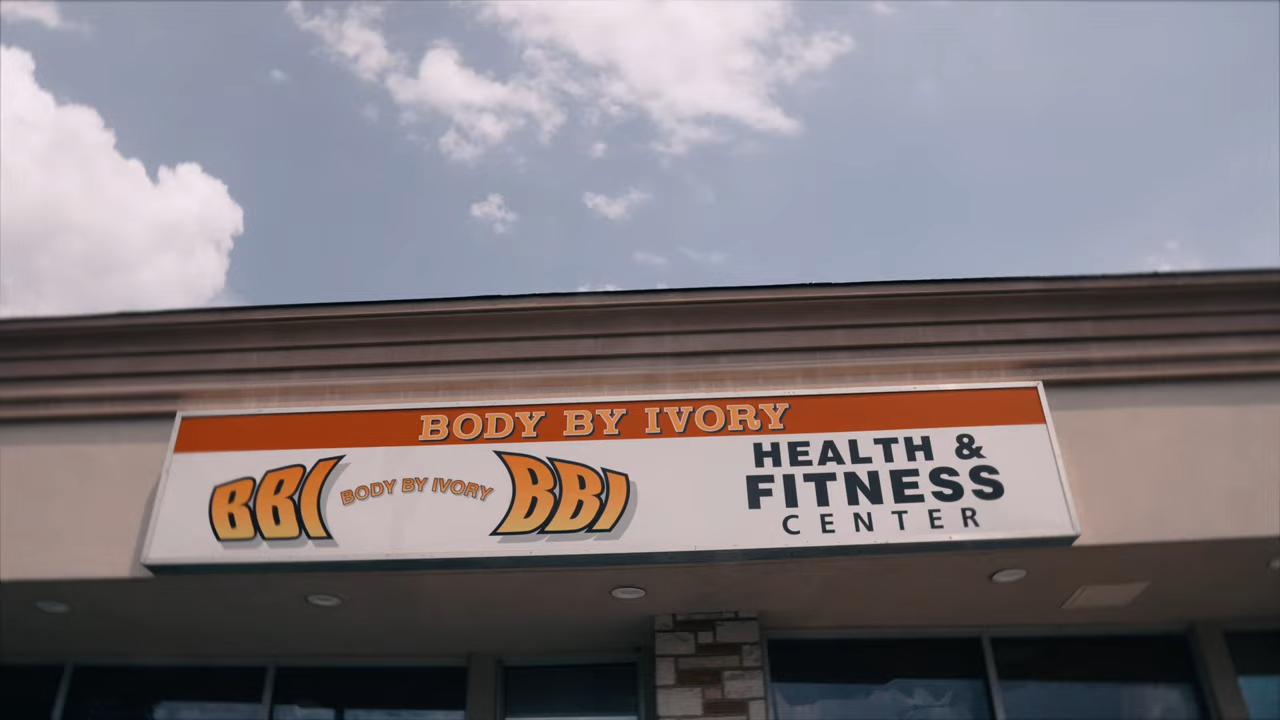 BODY BY IVORY
BBI BODY BY IVORY BBI
HEALTH &
FITNESS
CENTER